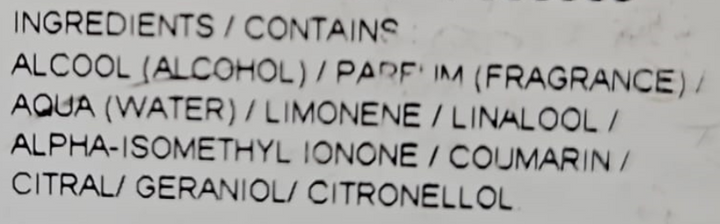 INGREDIENTS / CONTAINS
ALCOOL (ALCOHOL) / PARFUM (FRAGRANCE) /
AQUA (WATER) / LIMONENE / LINALOOL /
ALPHA-ISOMETHYL IONONE / COUMARIN /
CITRAL/ GERANIOL/ CITRONELLOL